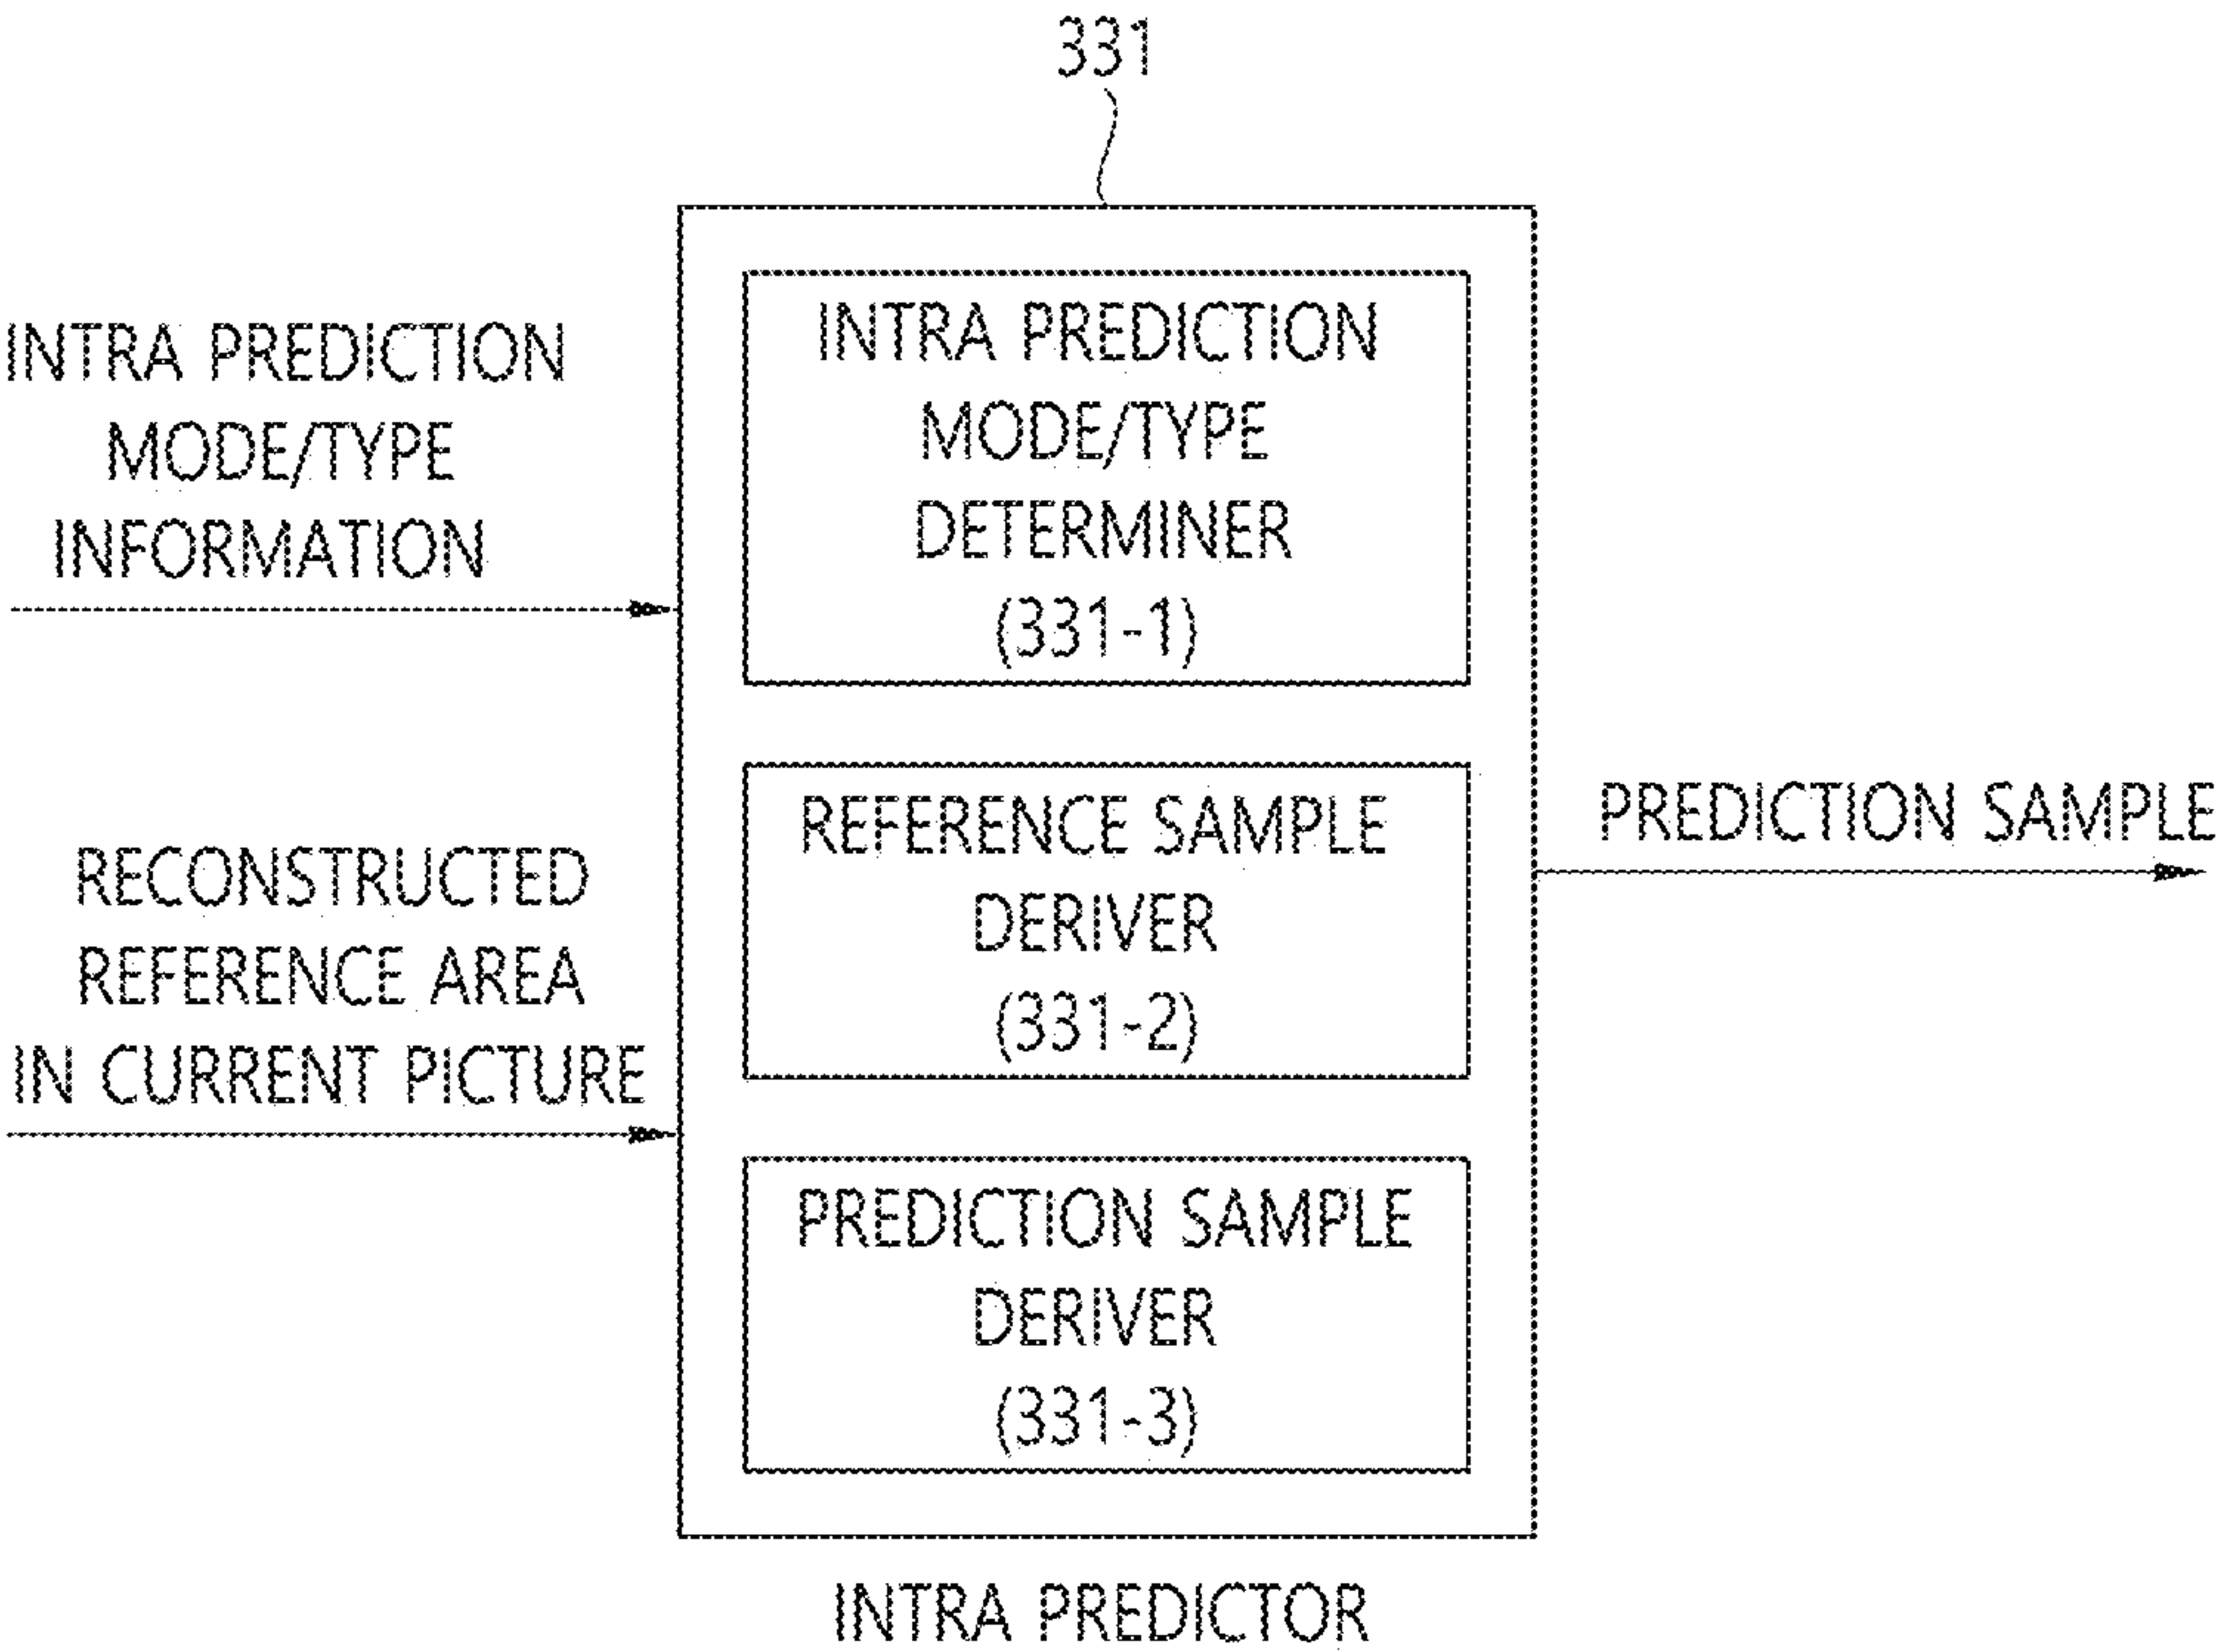 331
INTRA PREDICTION
MODE/TYPE
INFORMATION
RECONSTRUCTED
REFERENCE AREA
IN CURRENT PICTURE
INTRA PREDICTION
MODE/TYPE
DETERMINER
(331-1)
REFERENCE SAMPLE
DERIVER
(331-2)
PREDICTION SAMPLE
DERIVER
(331-3)
PREDICTION SAMPLE
INTRA PREDICTOR